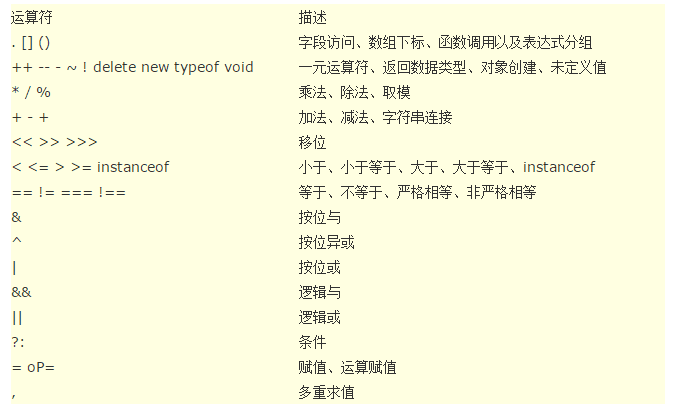 运算符 描述
. [] () 字段访问、数组下标、函数调用以及表达式分组
++ -- - ~ ! delete new typeof void 一元运算符、返回数据类型、对象创建、未定义值
* / % 乘法、除法、取模
+ - + 加法、减法、字符串连接
<< >> >>> 移位
< <= > >= instanceof 小于、小于等于、大于、大于等于、instanceof
== != === !== 等于、不等于、严格相等、非严格相等
& 按位与
^ 按位异或
| 按位或
&& 逻辑与
|| 逻辑或
?: 条件
= oP= 赋值、运算赋值
, 多重求值